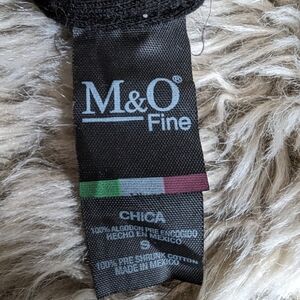 M&O®
Fine
CHICA
100% ALGODON PRE ENCOGIDO
HECHO EN MEXICO
S
100% PRE SHRUNK COTTON
MADE IN MEXICO